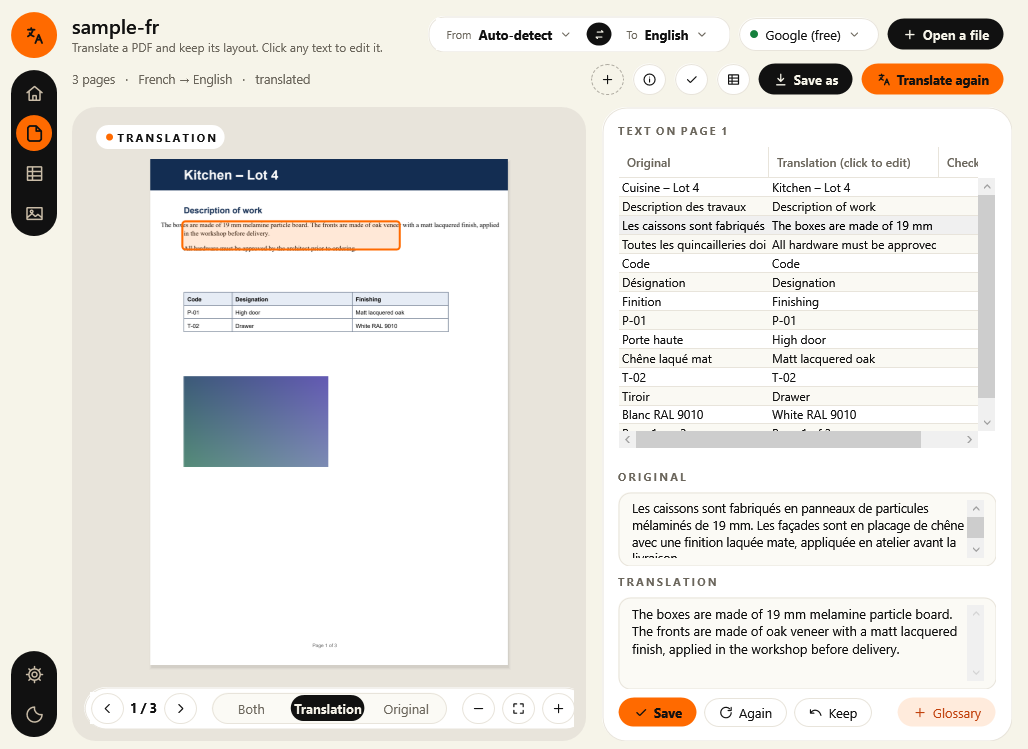 sample-fr
Translate a PDF and keep its layout. Click any text to edit it.
From Auto-detect To English
Google (free)
+ Open a file
3 pages · French → English · translated
Save as
Translate again
TRANSLATION
Kitchen – Lot 4
Description of work
The boxes are made of 19 mm melamine particle board. The fronts are made of oak veneer with a matt lacquered finish, applied
in the workshop before delivery.
All hardware must be approved by the architect prior to ordering.
Code Designation Finishing
P-01 High door Matt lacquered oak
T-02 Drawer White RAL 9010
Page 1 of 3
1 / 3
Both Translation Original
TEXT ON PAGE 1
Original Translation (click to edit) Check
Cuisine – Lot 4 Kitchen – Lot 4
Description des travaux Description of work
Les caissons sont fabriqués The boxes are made of 19 mm
Toutes les quincailleries doi All hardware must be approvec
Code Code
Désignation Designation
Finition Finishing
P-01 P-01
Porte haute High door
Chêne laqué mat Matt lacquered oak
T-02 T-02
Tiroir Drawer
Blanc RAL 9010 White RAL 9010
ORIGINAL
Les caissons sont fabriqués en panneaux de particules
mélaminés de 19 mm. Les façades sont en placage de chêne
avec une finition laquée mate, appliquée en atelier avant la
livraison.
TRANSLATION
The boxes are made of 19 mm melamine particle board.
The fronts are made of oak veneer with a matt lacquered
finish, applied in the workshop before delivery.
Save
Again
Keep
+ Glossary